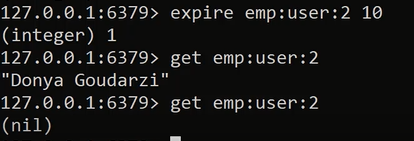 127.0.0.1:6379> expire emp:user:2 10
(integer) 1
127.0.0.1:6379> get emp:user:2
"Donya Goudarzi"
127.0.0.1:6379> get emp:user:2
(nil)